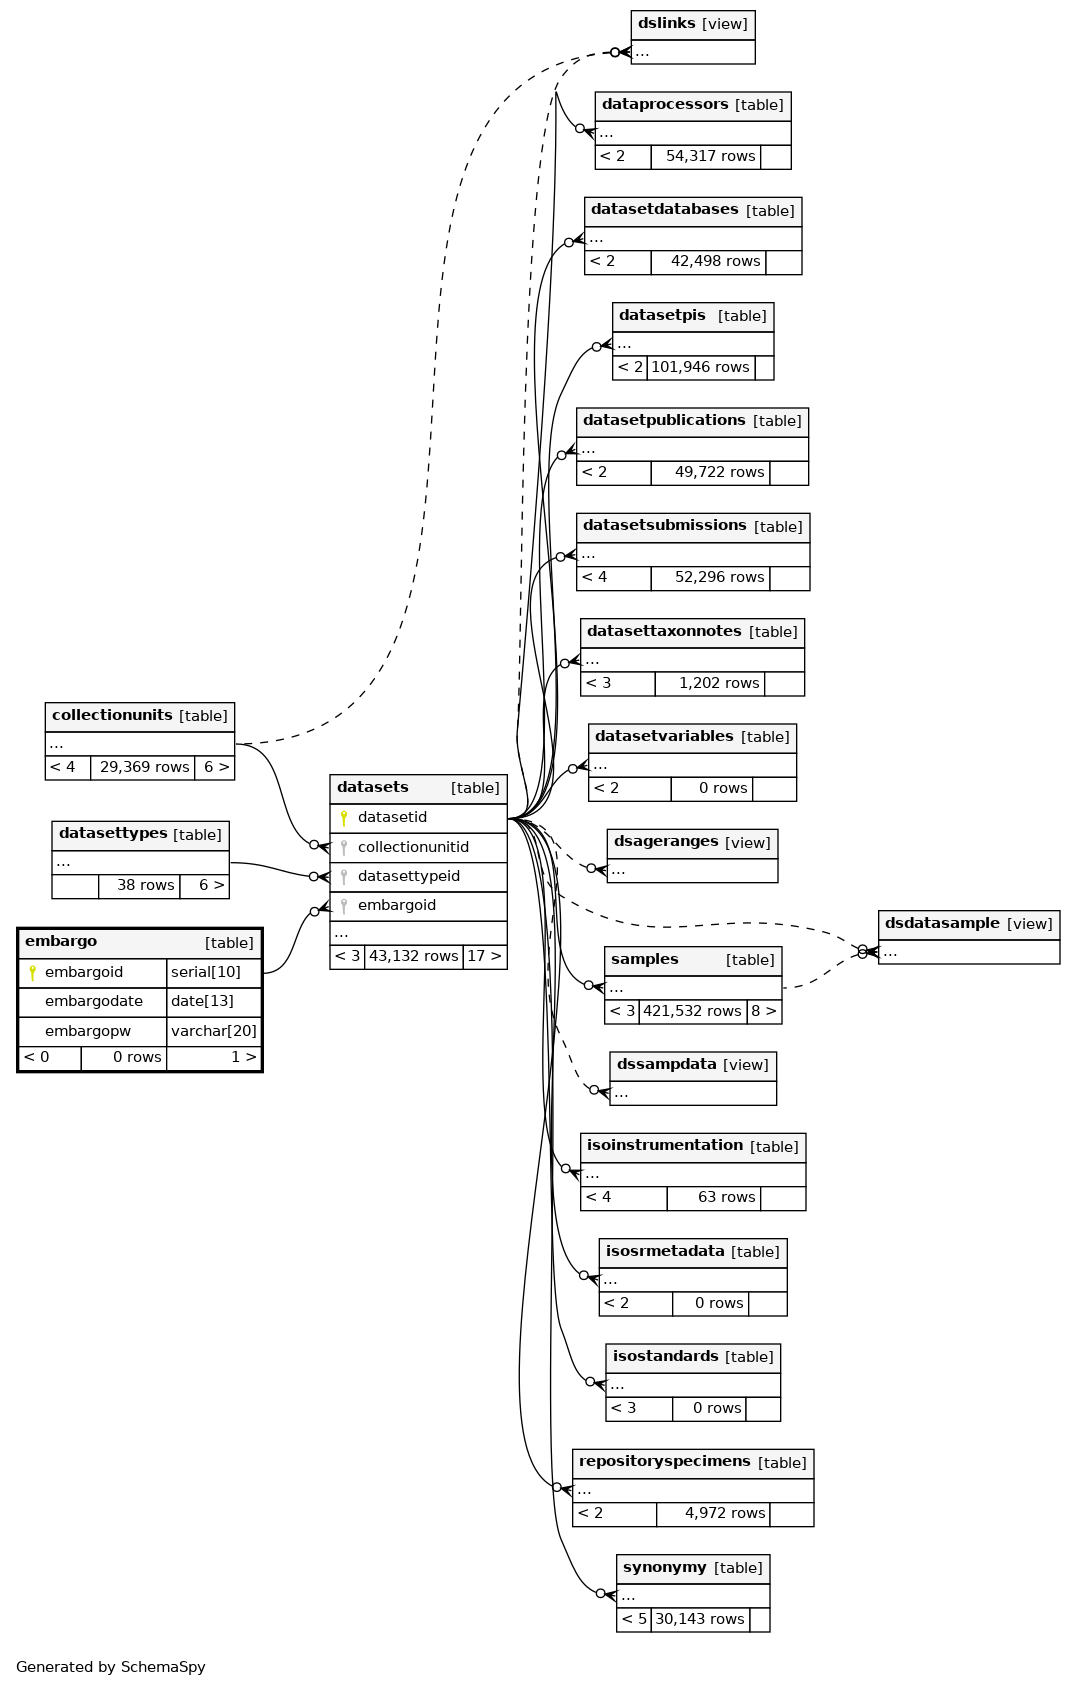 dslinks [view]
...
dataprocessors [table]
...
< 2 54,317 rows
datasetdatabases [table]
...
< 2 42,498 rows
datasetpis [table]
...
< 2 101,946 rows
datasetpublications [table]
...
< 2 49,722 rows
datasetsubmissions [table]
...
< 4 52,296 rows
datasettaxonnotes [table]
...
< 3 1,202 rows
collectionunits [table]
...
< 4 29,369 rows 6 >
datasettypes [table]
...
38 rows 6 >
embargo [table]
embargoid serial[10]
embargodate date[13]
embargopw varchar[20]
< 0 0 rows 1 >
datasets [table]
datasetid
collectionunitid
datasettypeid
embargoid
...
< 3 43,132 rows 17 >
datasetvariables [table]
...
< 2 0 rows
dsageranges [view]
...
dsdatasample [view]
...
samples [table]
...
< 3 421,532 rows 8 >
dssampdata [view]
...
isoinstrumentation [table]
...
< 4 63 rows
isosrmetadata [table]
...
< 2 0 rows
isostandards [table]
...
< 3 0 rows
repositoryspecimens [table]
...
< 2 4,972 rows
synonymy [table]
...
< 5 30,143 rows
Generated by SchemaSpy